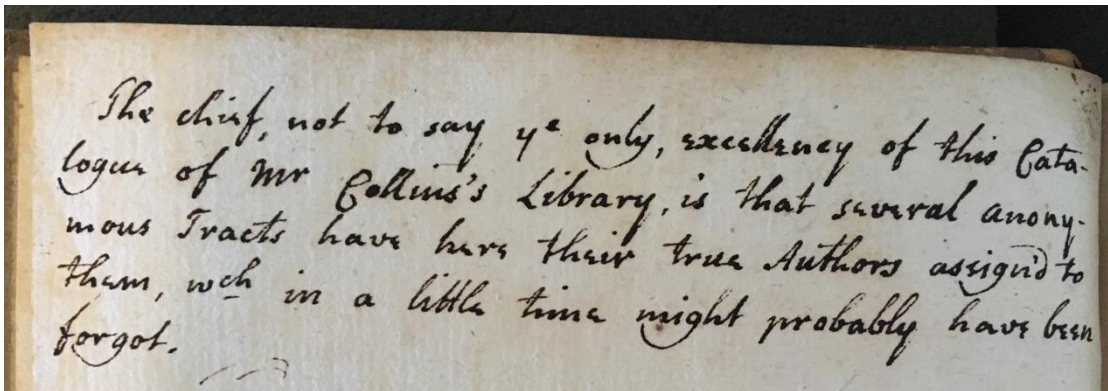 The chief, not to say yᵉ only, excellency of this Cata-
logue of Mr Collins's Library, is that several anony-
mous Tracts have here their true Authors assign'd to
them, wch in a little time might probably have been
forgot.